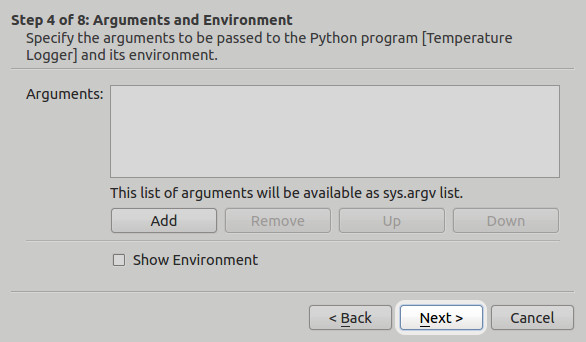 Step 4 of 8: Arguments and Environment
Specify the arguments to be passed to the Python program [Temperature
Logger] and its environment.
Arguments:
This list of arguments will be available as sys.argv list.
Add Remove Up Down
Show Environment
< Back Next > Cancel